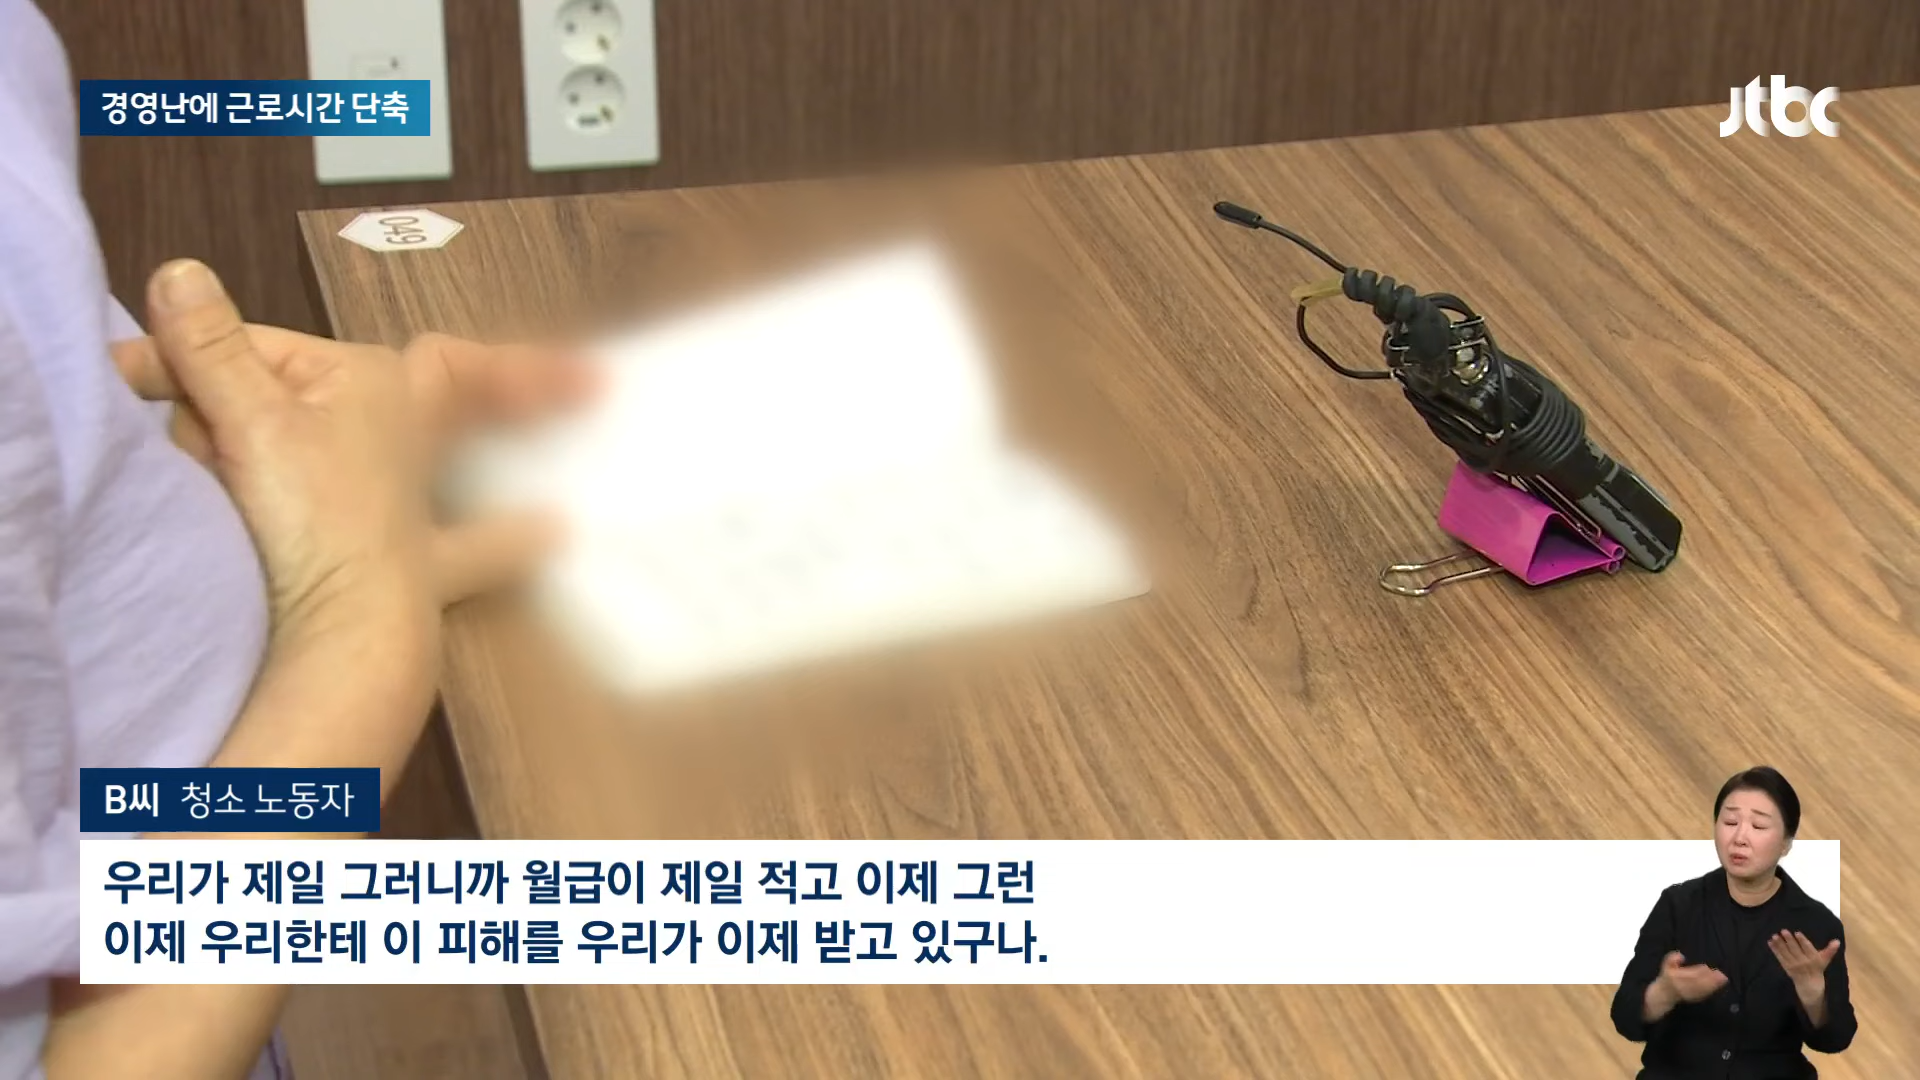 경영난에 근로시간 단축
jtbc
049
B씨 청소 노동자
우리가 제일 그러니까 월급이 제일 적고 이제 그런
이제 우리한테 이 피해를 우리가 이제 받고 있구나.